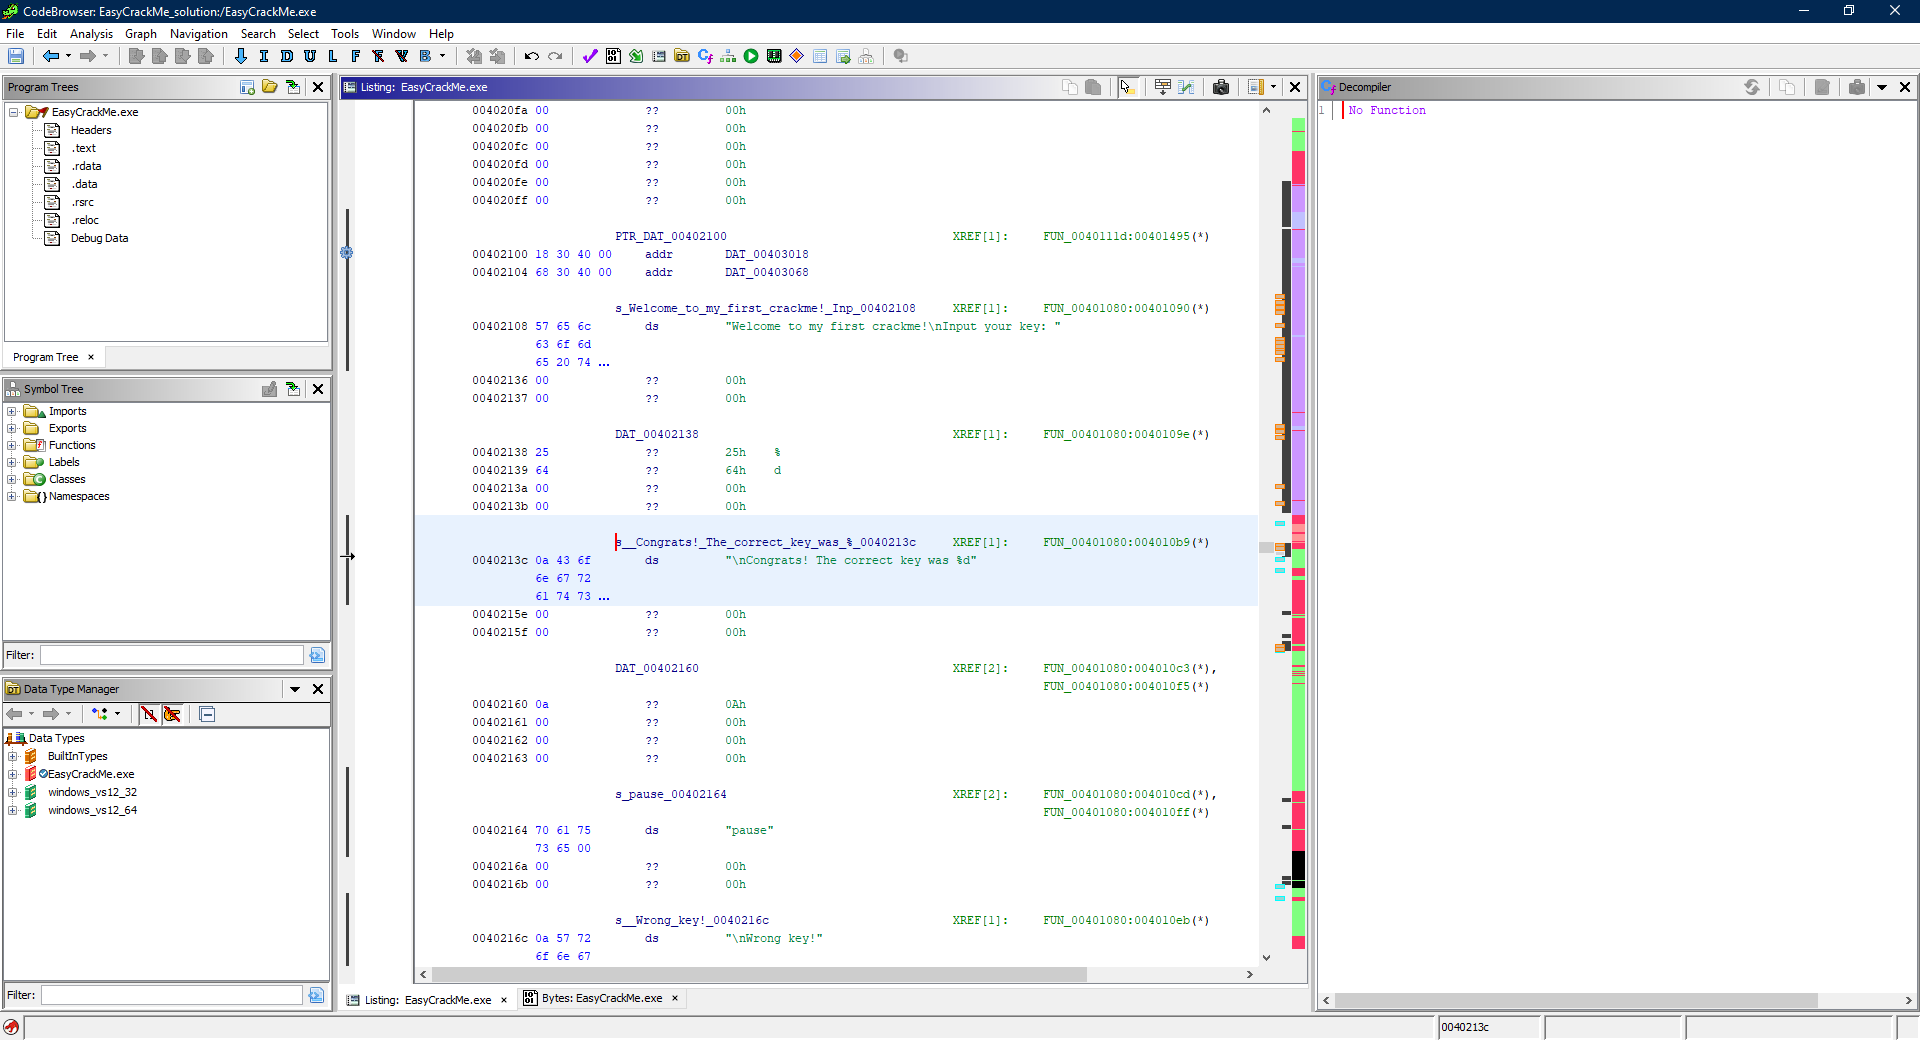 CodeBrowser: EasyCrackMe_solution:/EasyCrackMe.exe
File Edit Analysis Graph Navigation Search Select Tools Window Help
I D U L F B
Program Trees
EasyCrackMe.exe
Headers
.text
.rdata
.data
.rsrc
.reloc
Debug Data
Program Tree ×
Symbol Tree
Imports
Exports
Functions
Labels
Classes
Namespaces
Filter:
Data Type Manager
Data Types
BuiltInTypes
EasyCrackMe.exe
windows_vs12_32
windows_vs12_64
Filter:
Listing: EasyCrackMe.exe
004020fa 00 ?? 00h
004020fb 00 ?? 00h
004020fc 00 ?? 00h
004020fd 00 ?? 00h
004020fe 00 ?? 00h
004020ff 00 ?? 00h
PTR_DAT_00402100 XREF[1]: FUN_0040111d:00401495(*)
00402100 18 30 40 00 addr DAT_00403018
00402104 68 30 40 00 addr DAT_00403068
s_Welcome_to_my_first_crackme!_Inp_00402108 XREF[1]: FUN_00401080:00401090(*)
00402108 57 65 6c ds "Welcome to my first crackme!\nInput your key: "
63 6f 6d
65 20 74 ...
00402136 00 ?? 00h
00402137 00 ?? 00h
DAT_00402138 XREF[1]: FUN_00401080:0040109e(*)
00402138 25 ?? 25h %
00402139 64 ?? 64h d
0040213a 00 ?? 00h
0040213b 00 ?? 00h
s__Congrats!_The_correct_key_was_%_0040213c XREF[1]: FUN_00401080:004010b9(*)
0040213c 0a 43 6f ds "\nCongrats! The correct key was %d"
6e 67 72
61 74 73 ...
0040215e 00 ?? 00h
0040215f 00 ?? 00h
DAT_00402160 XREF[2]: FUN_00401080:004010c3(*),
FUN_00401080:004010f5(*)
00402160 0a ?? 0Ah
00402161 00 ?? 00h
00402162 00 ?? 00h
00402163 00 ?? 00h
s_pause_00402164 XREF[2]: FUN_00401080:004010cd(*),
FUN_00401080:004010ff(*)
00402164 70 61 75 ds "pause"
73 65 00
0040216a 00 ?? 00h
0040216b 00 ?? 00h
s__Wrong_key!_0040216c XREF[1]: FUN_00401080:004010eb(*)
0040216c 0a 57 72 ds "\nWrong key!"
6f 6e 67
Listing: EasyCrackMe.exe × Bytes: EasyCrackMe.exe ×
Decompiler
1 No Function
0040213c